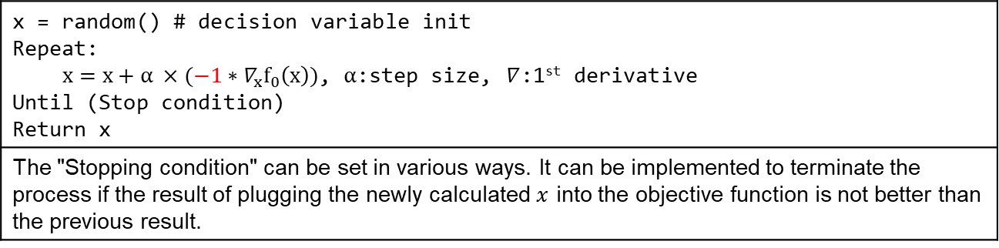 x = random() # decision variable init
Repeat:
x = x + α × (−1 * ∇ₓf₀(x)), α:step size, ∇:1ˢᵗ derivative
Until (Stop condition)
Return x
The "Stopping condition" can be set in various ways. It can be implemented to terminate the
process if the result of plugging the newly calculated x into the objective function is not better than
the previous result.